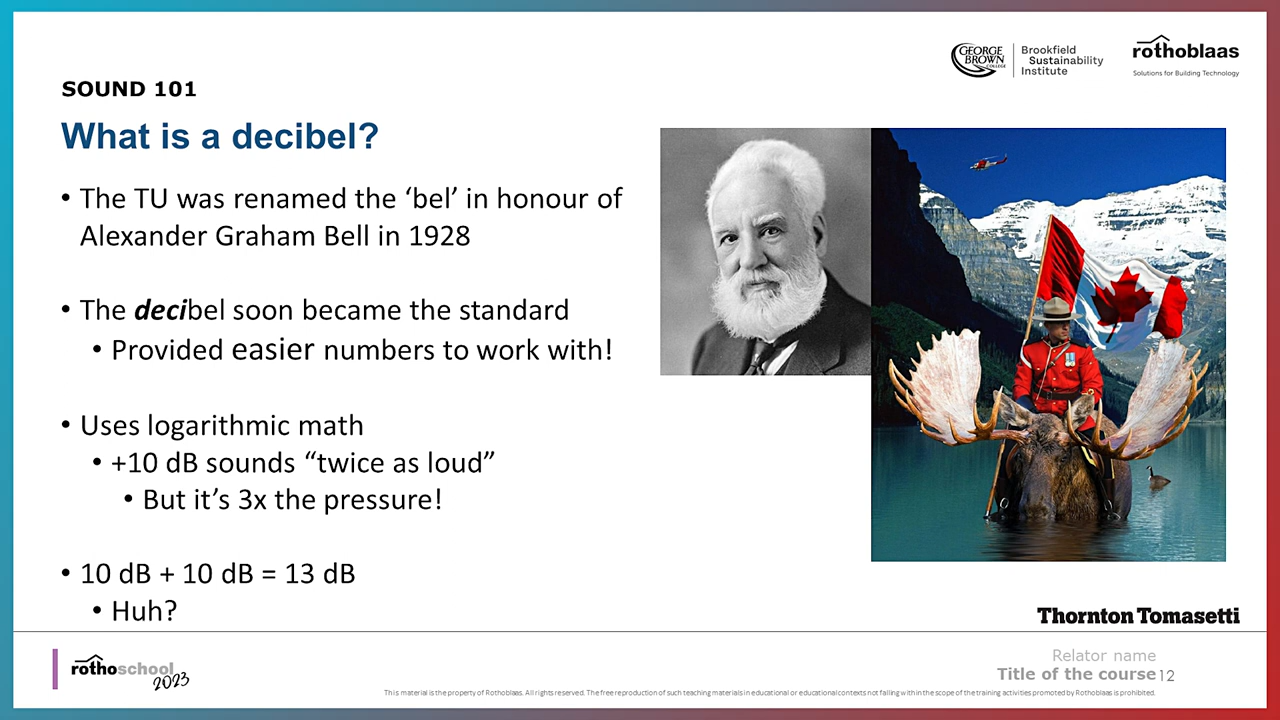 GEORGE BROWN COLLEGE
Brookfield Sustainability Institute
rothoblaas
Solutions for Building Technology
SOUND 101
What is a decibel?
• The TU was renamed the ‘bel’ in honour of
Alexander Graham Bell in 1928
• The decibel soon became the standard
• Provided easier numbers to work with!
• Uses logarithmic math
• +10 dB sounds “twice as loud”
• But it’s 3x the pressure!
• 10 dB + 10 dB = 13 dB
• Huh?
Thornton Tomasetti
rothoschool
2023
Relator name
Title of the course 12
This material is the property of Rothoblaas. All rights reserved. The free reproduction of such teaching materials in educational or educational contexts not falling within the scope of the training activities promoted by Rothoblaas is prohibited.